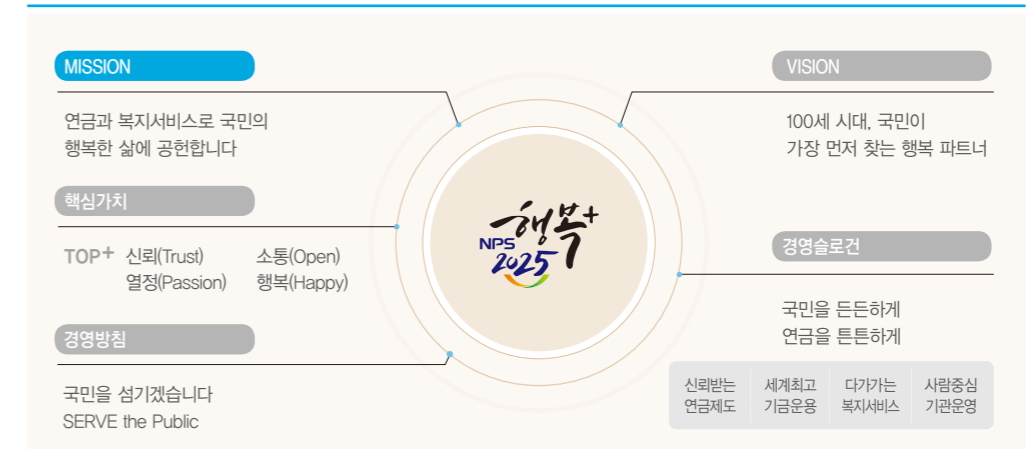 MISSION
연금과 복지서비스로 국민의
행복한 삶에 공헌합니다
핵심가치
TOP+ 신뢰(Trust) 소통(Open)
열정(Passion) 행복(Happy)
경영방침
국민을 섬기겠습니다
SERVE the Public
행복+
NPS
2025
VISION
100세 시대, 국민이
가장 먼저 찾는 행복 파트너
경영슬로건
국민을 든든하게
연금을 튼튼하게
신뢰받는 세계최고 다가가는 사람중심
연금제도 기금운용 복지서비스 기관운영